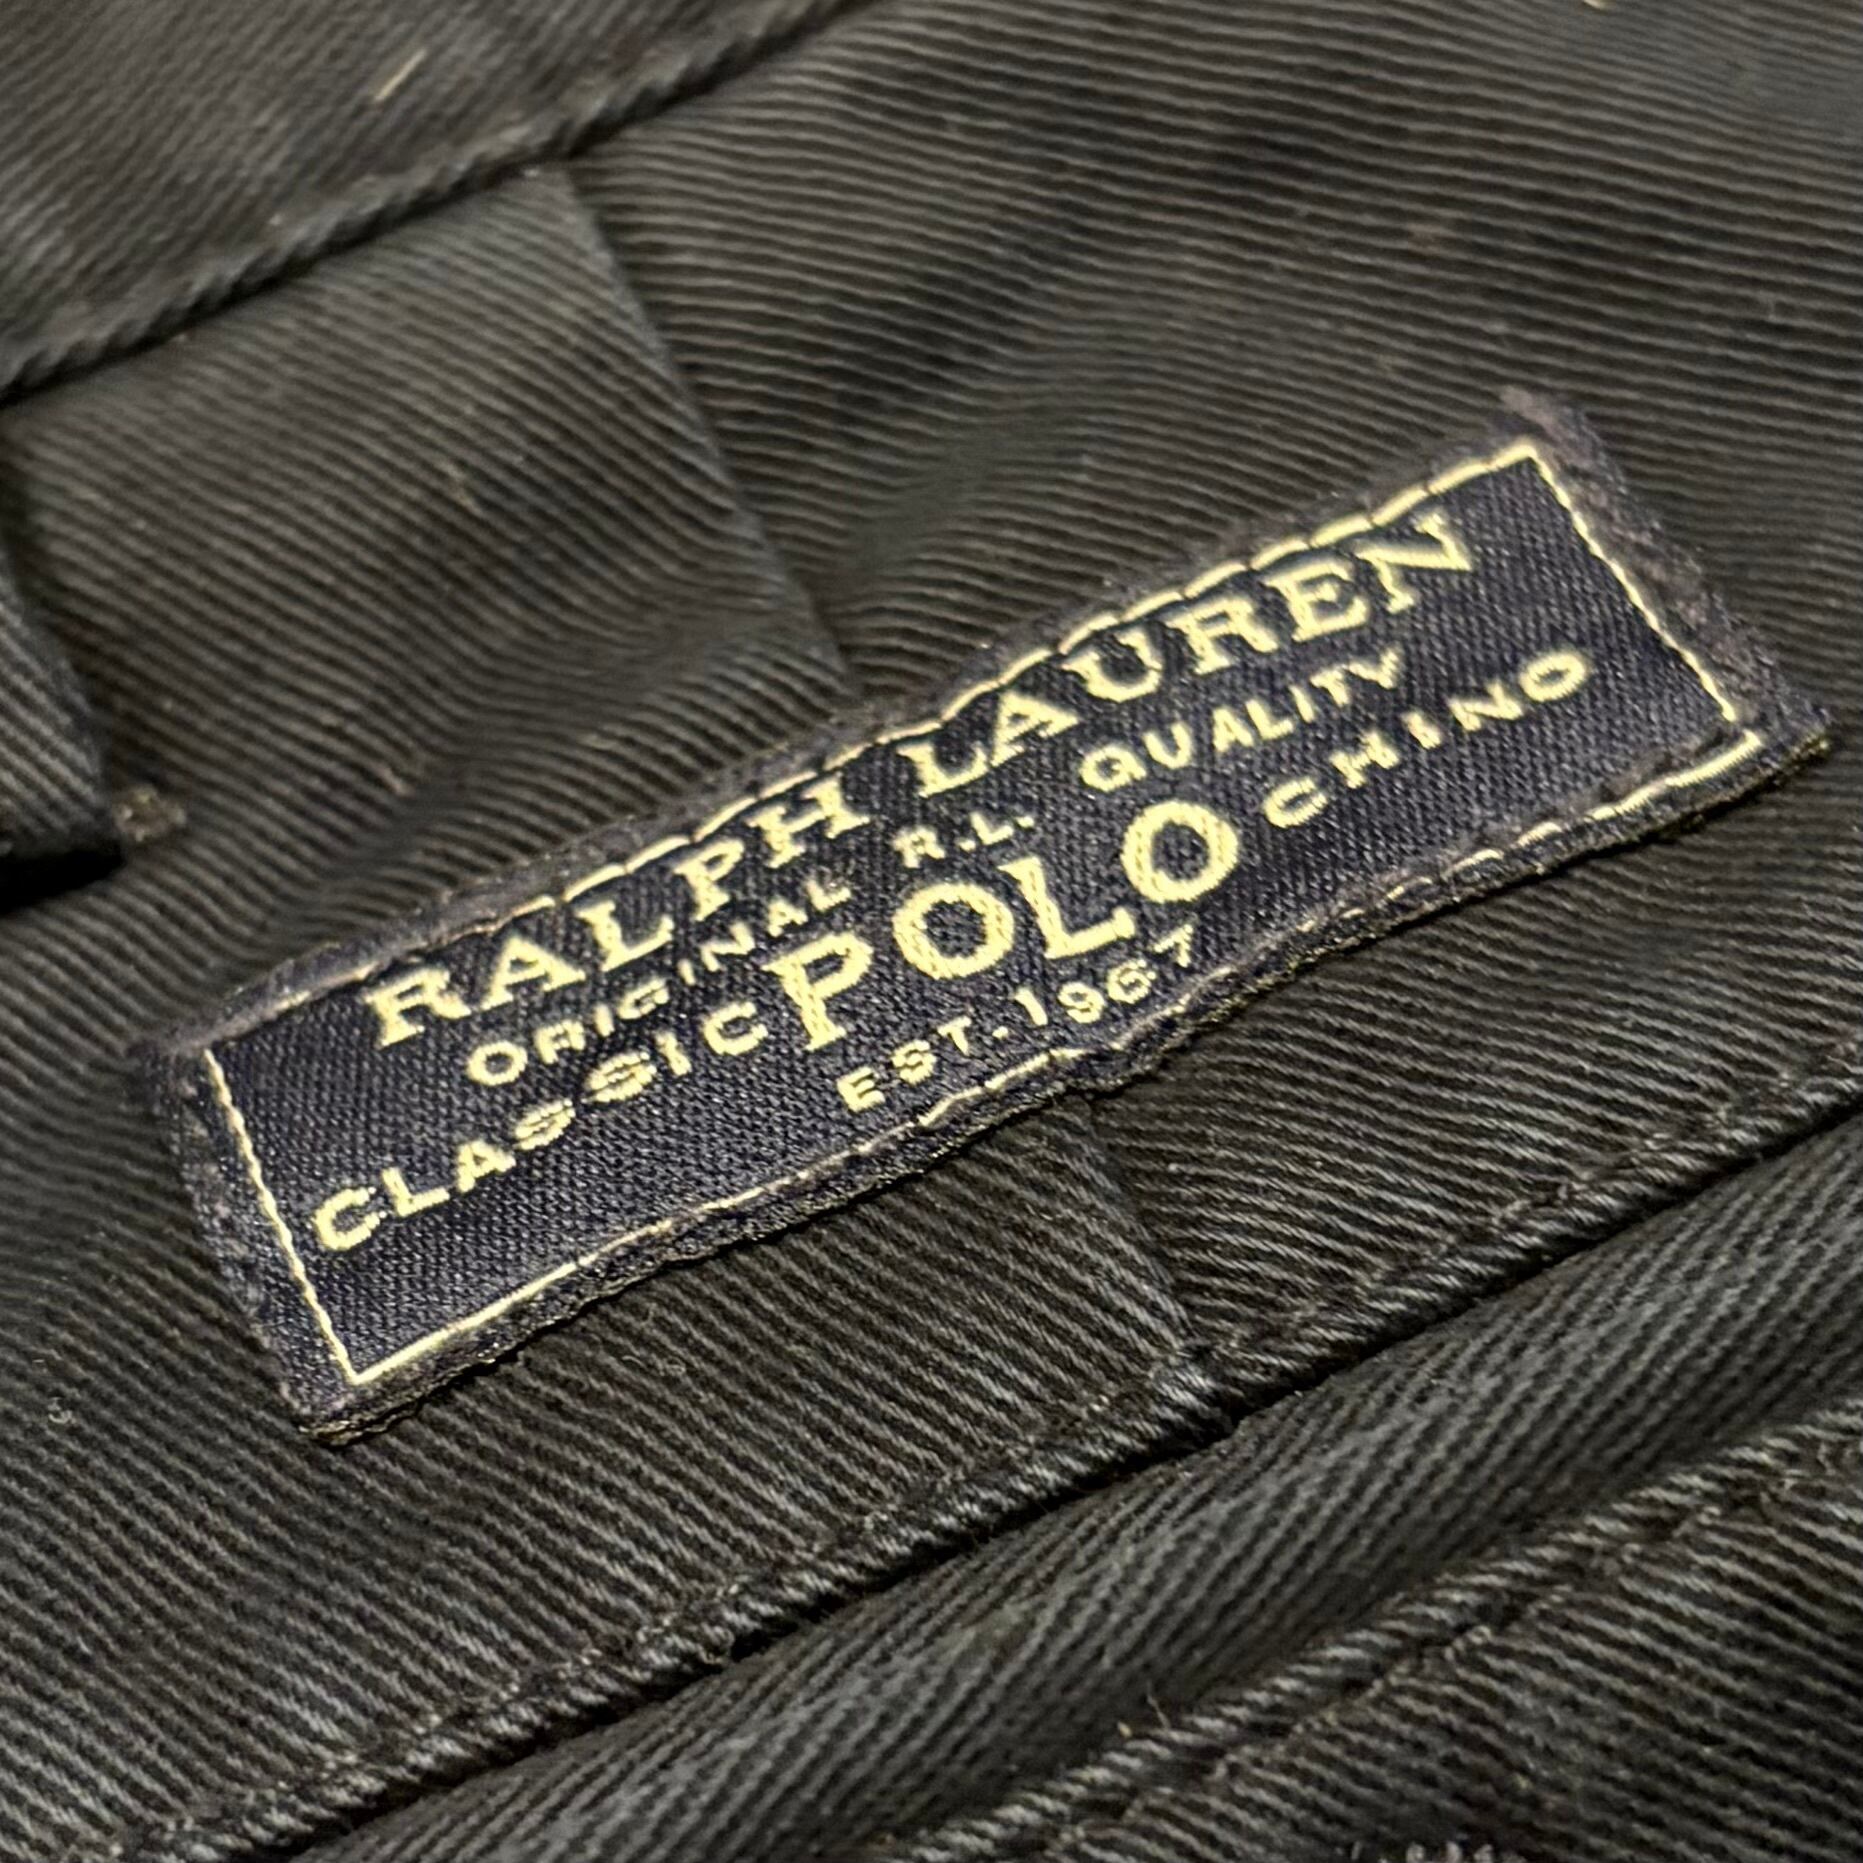 RALPH LAUREN
ORIGINAL R.L. QUALITY
CLASSIC POLO CHINO
EST. 1967